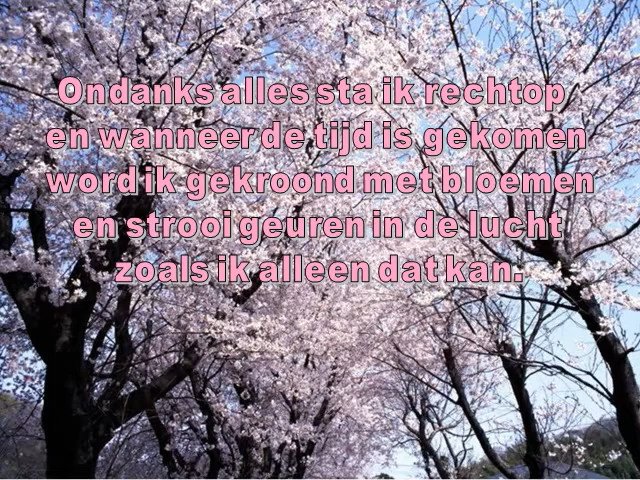 Ondanks alles sta ik rechtop
en wanneer de tijd is gekomen
word ik gekroond met bloemen
en strooi geuren in de lucht
zoals ik alleen dat kan.